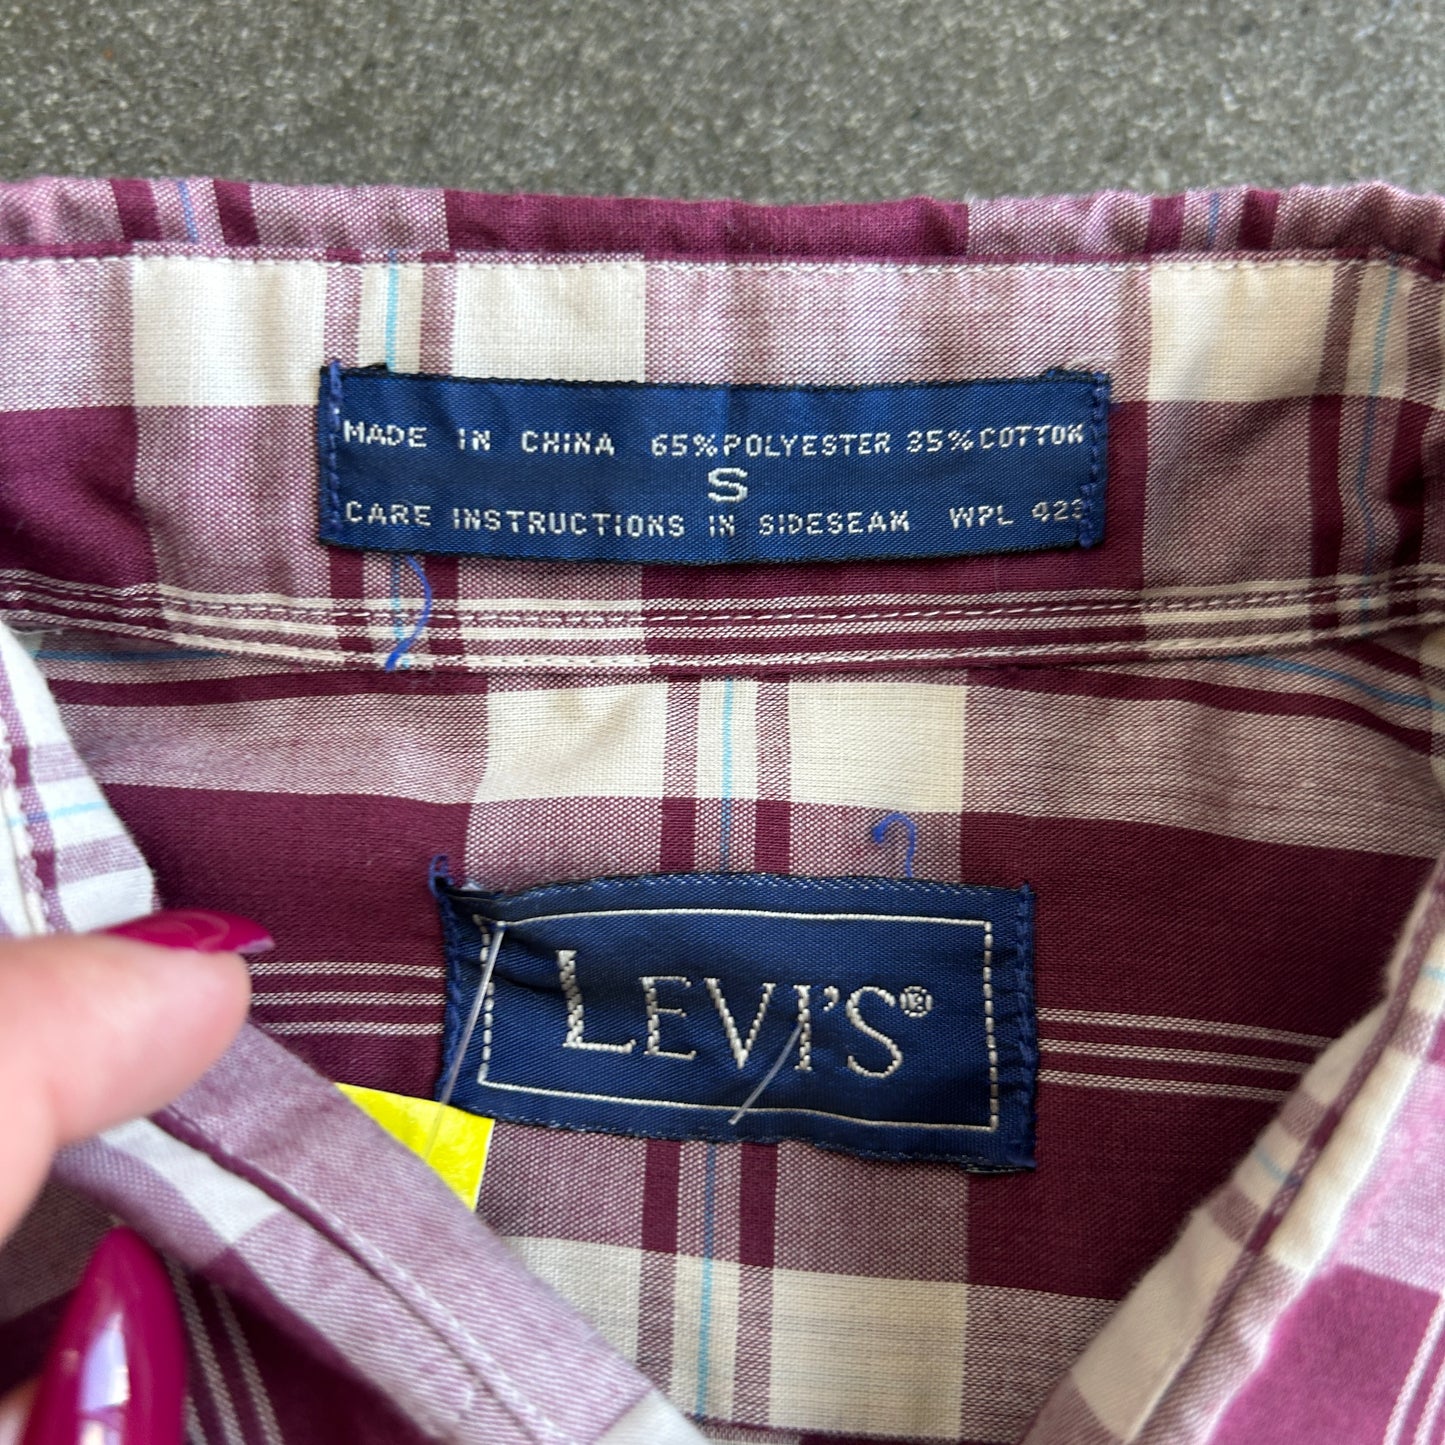 MADE IN CHINA 65% POLYESTER 35% COTTON
S
CARE INSTRUCTIONS IN SIDESEAM WPL 423
LEVI'S®